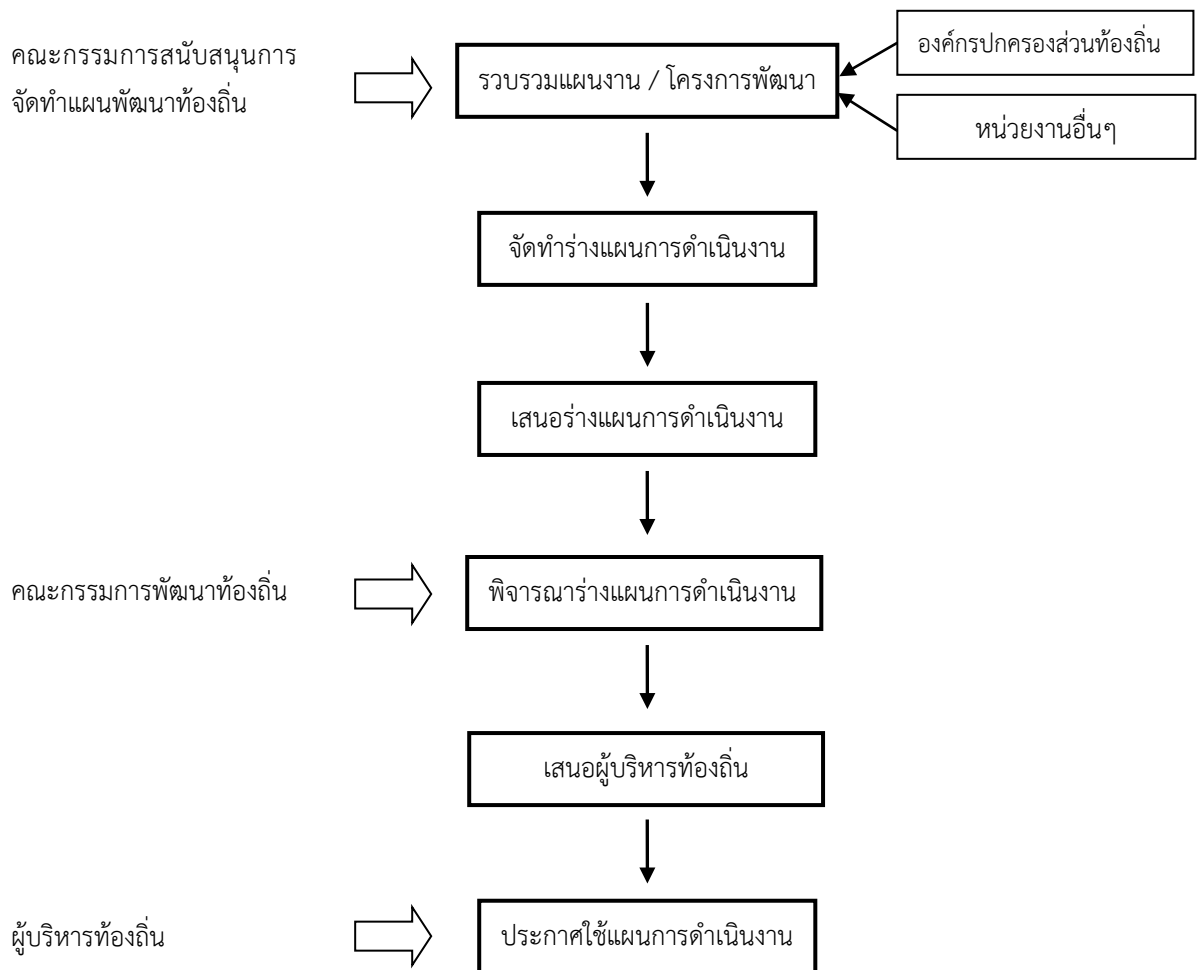 คณะกรรมการสนับสนุนการ
จัดทำแผนพัฒนาท้องถิ่น
รวบรวมแผนงาน / โครงการพัฒนา
องค์กรปกครองส่วนท้องถิ่น
หน่วยงานอื่นๆ
จัดทำร่างแผนการดำเนินงาน
เสนอร่างแผนการดำเนินงาน
คณะกรรมการพัฒนาท้องถิ่น
พิจารณาร่างแผนการดำเนินงาน
เสนอผู้บริหารท้องถิ่น
ผู้บริหารท้องถิ่น
ประกาศใช้แผนการดำเนินงาน